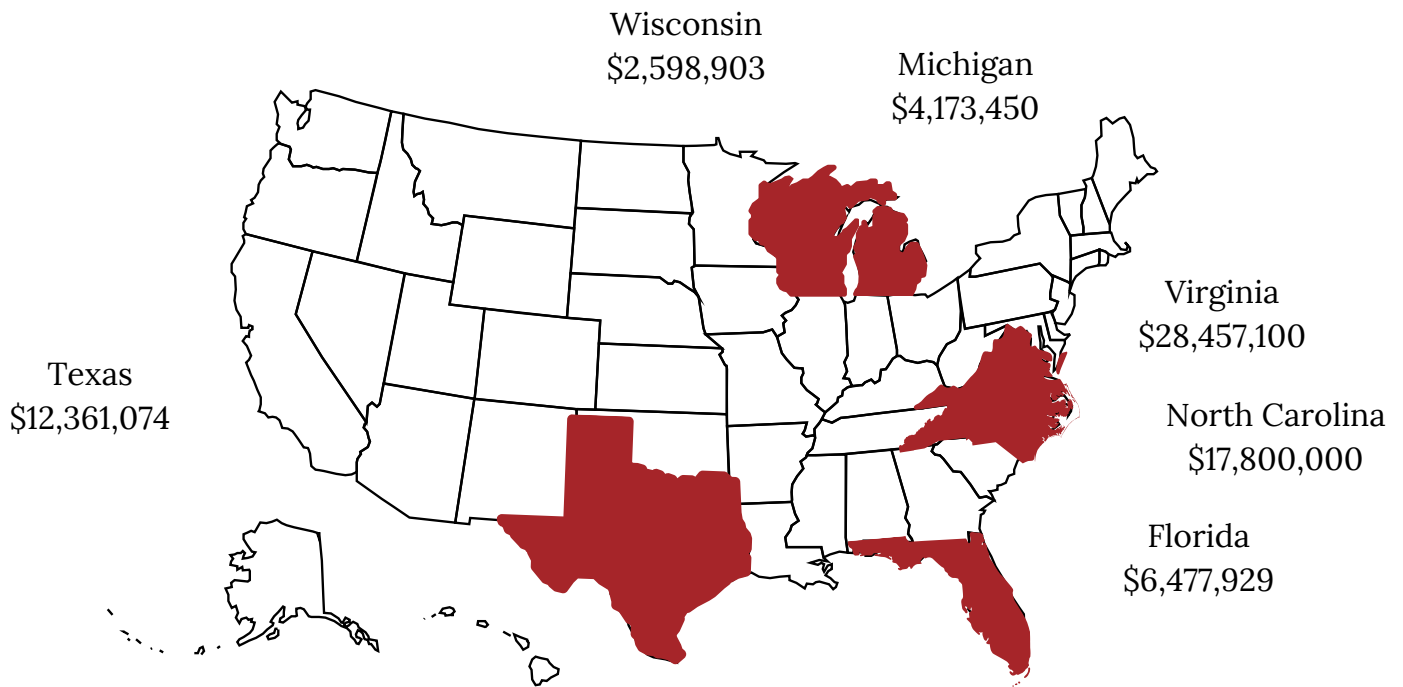 Wisconsin
$2,598,903
Michigan
$4,173,450
Virginia
$28,457,100
Texas
$12,361,074
North Carolina
$17,800,000
Florida
$6,477,929